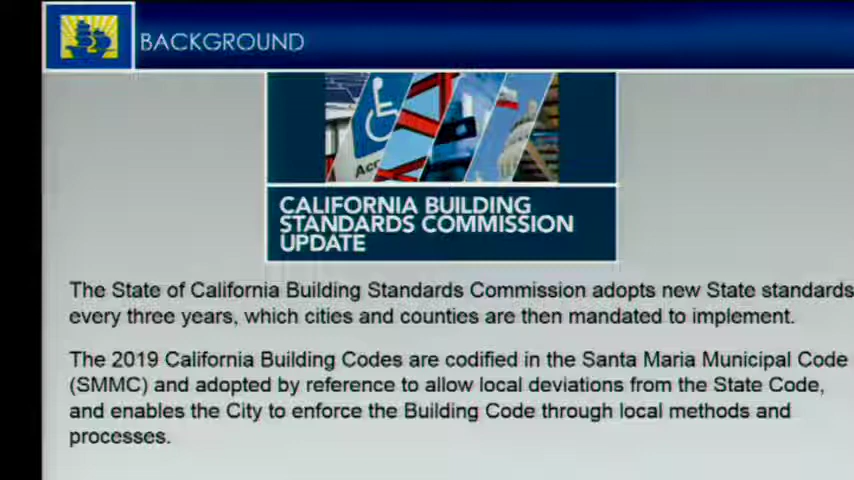 BACKGROUND
Acc
CALIFORNIA BUILDING
STANDARDS COMMISSION
UPDATE
The State of California Building Standards Commission adopts new State standards
every three years, which cities and counties are then mandated to implement.
The 2019 California Building Codes are codified in the Santa Maria Municipal Code
(SMMC) and adopted by reference to allow local deviations from the State Code,
and enables the City to enforce the Building Code through local methods and
processes.